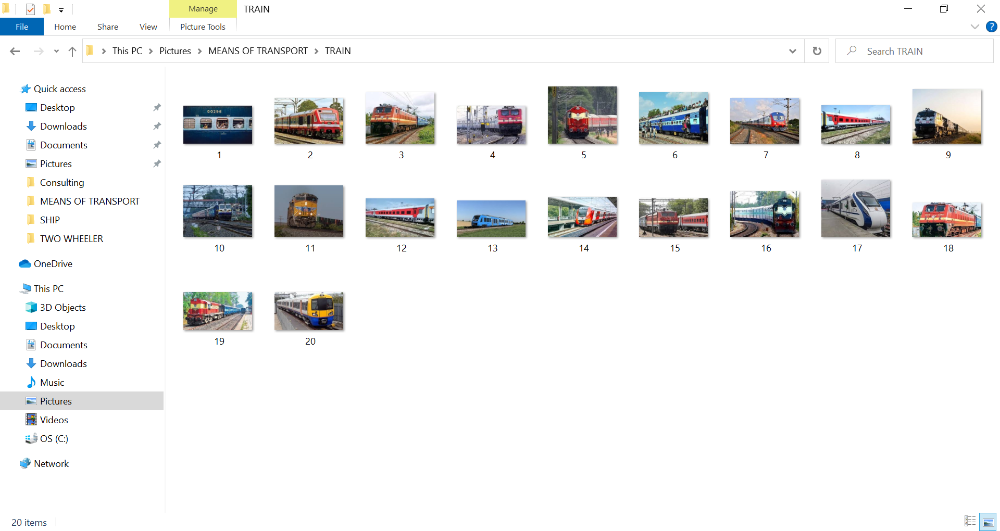 Manage
TRAIN
File
Home
Share
View
Picture Tools
?
This PC
Pictures
MEANS OF TRANSPORT
TRAIN
Search TRAIN
Quick access
Desktop
Downloads
Documents
Pictures
Consulting
MEANS OF TRANSPORT
SHIP
TWO WHEELER
OneDrive
This PC
3D Objects
Desktop
Documents
Downloads
Music
Pictures
Videos
OS (C:)
Network
00296
1
2
3
4
5
6
7
8
9
10
11
12
13
14
15
16
17
18
19
20
20 items